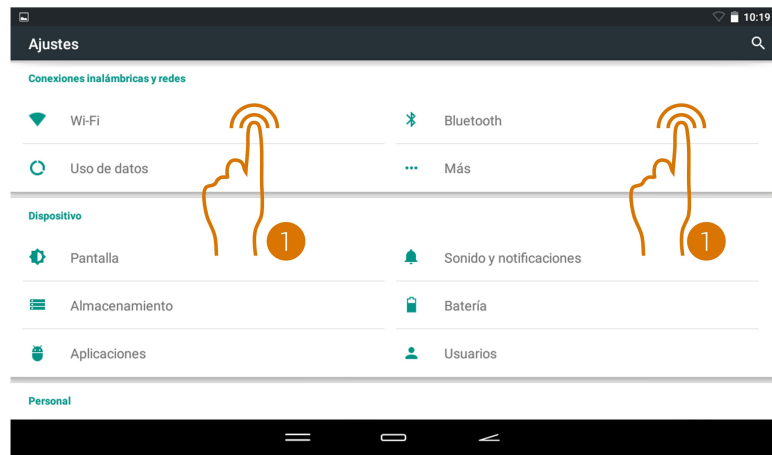 10:19
Ajustes
Conexiones inalámbricas y redes
Wi-Fi
Bluetooth
Uso de datos
Más
1
1
Dispositivo
Pantalla
Sonido y notificaciones
Almacenamiento
Batería
Aplicaciones
Usuarios
Personal